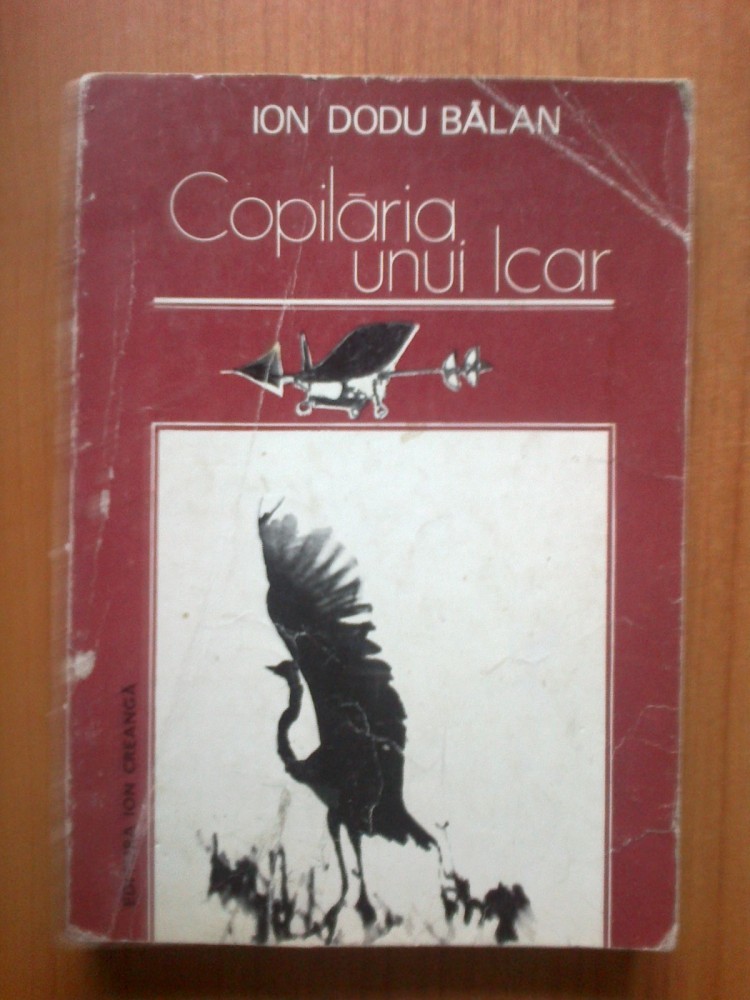 ION DODU BĂLAN
Copilăria
unui Icar
EDITURA ION CREANGĂ